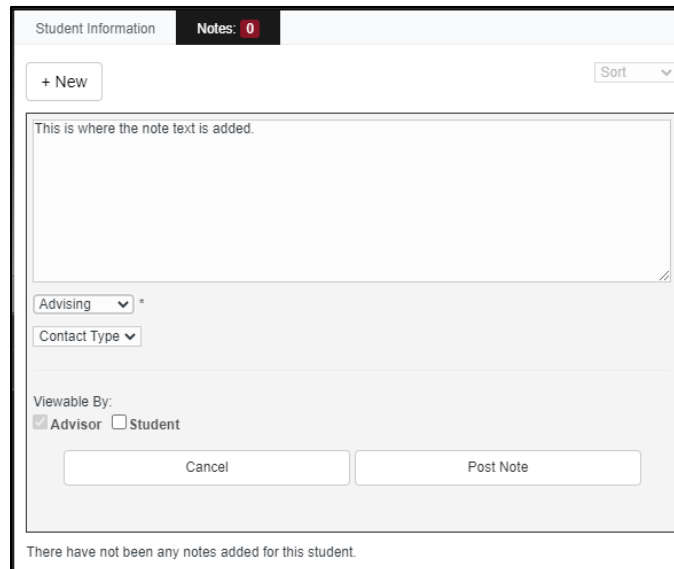 Student Information Notes: 0
+ New Sort
This is where the note text is added.
Advising *
Contact Type
Viewable By:
Advisor Student
Cancel Post Note
There have not been any notes added for this student.